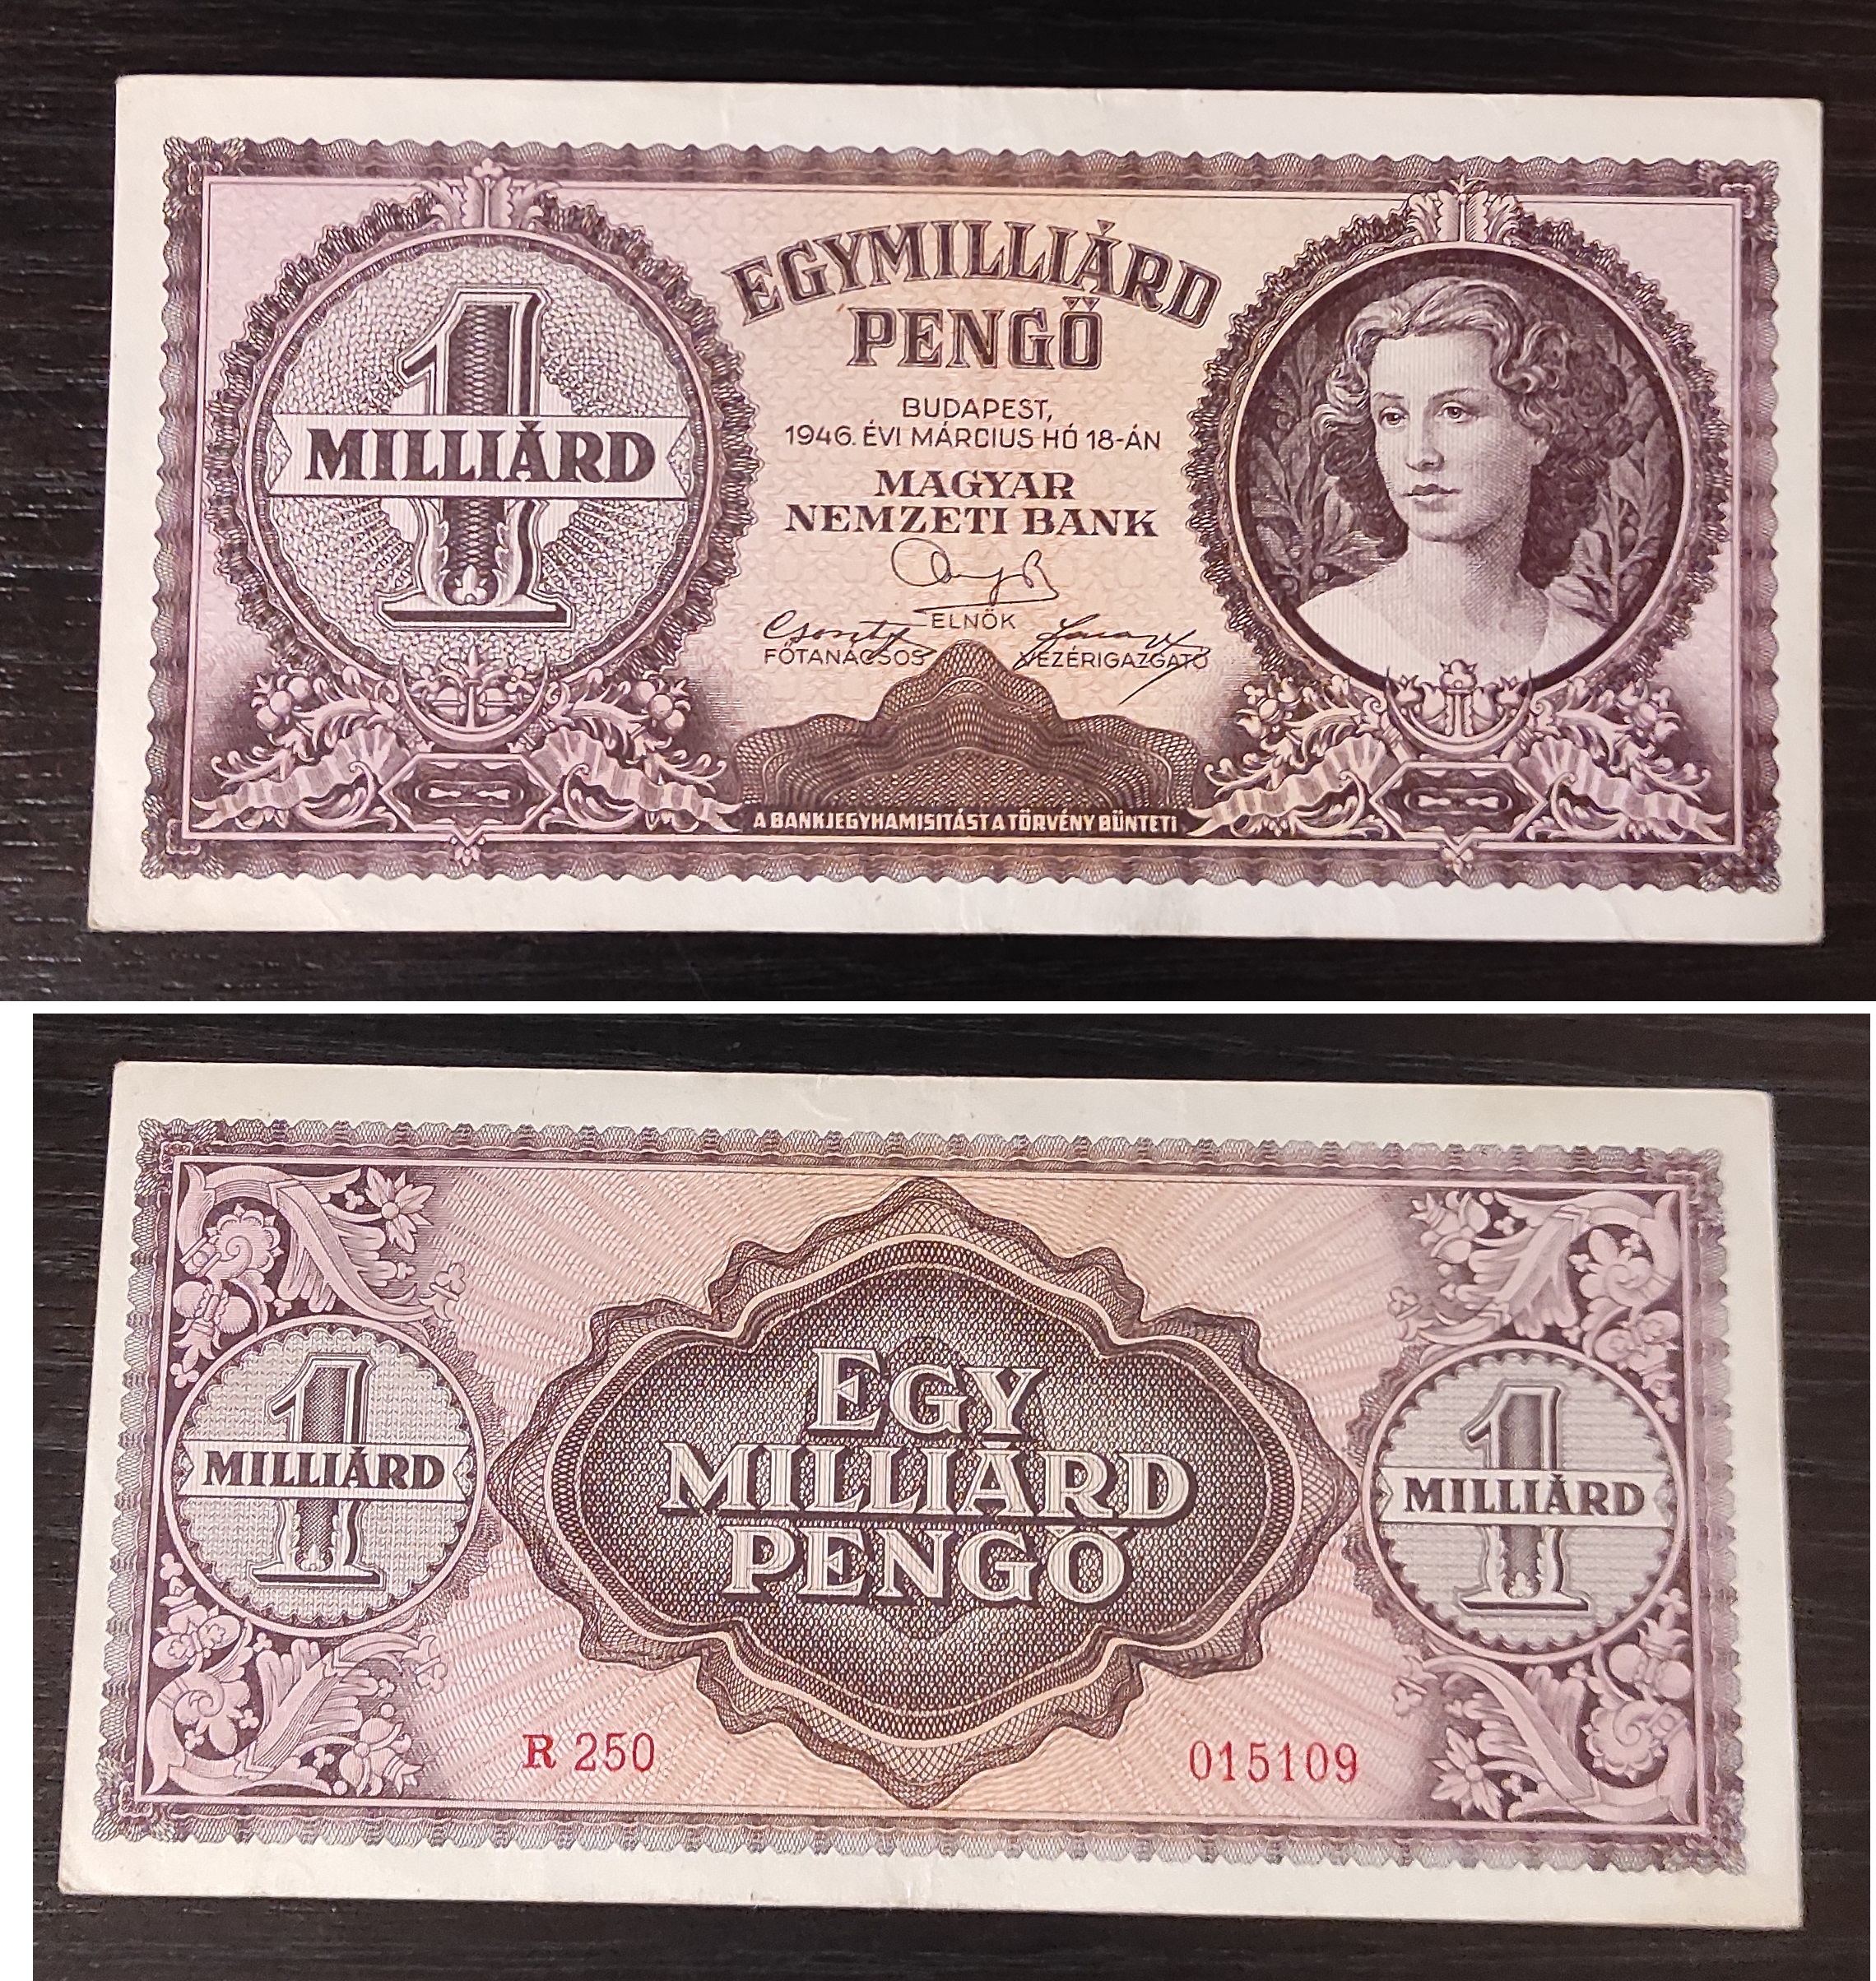 1
MILLIÁRD
EGYMILLIÁRD
PENGŐ
BUDAPEST,
1946. ÉVI MÁRCIUS HÓ 18-ÁN
MAGYAR
NEMZETI BANK
ELNÖK
FŐTANÁCSOS
VEZÉRIGAZGATÓ
A BANKJEGYHAMISITÁST A TÖRVÉNY BÜNTETI
1
MILLIÁRD
EGY
MILLIÁRD
PENGŐ
1
MILLIÁRD
R 250
015109